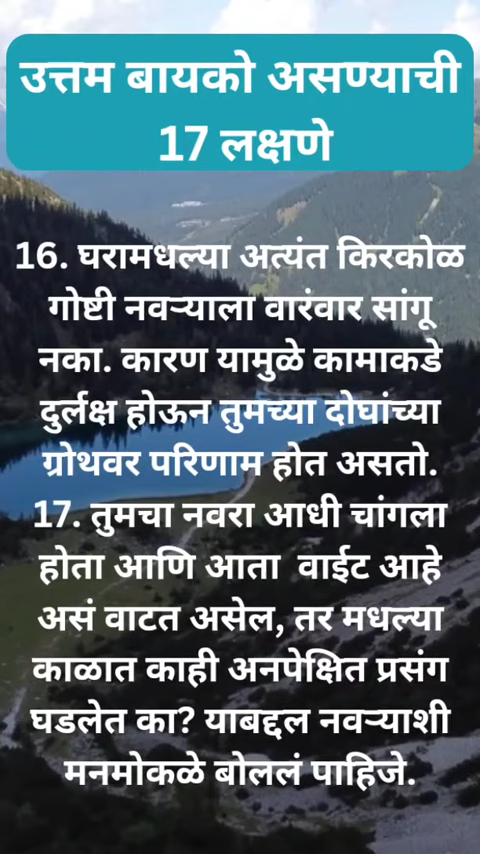 उत्तम बायको असण्याची
17 लक्षणे
16. घरामधल्या अत्यंत किरकोळ
गोष्टी नवऱ्याला वारंवार सांगू
नका. कारण यामुळे कामाकडे
दुर्लक्ष होऊन तुमच्या दोघांच्या
ग्रोथवर परिणाम होत असतो.
17. तुमचा नवरा आधी चांगला
होता आणि आता वाईट आहे
असं वाटत असेल, तर मधल्या
काळात काही अनपेक्षित प्रसंग
घडलेत का? याबद्दल नवऱ्याशी
मनमोकळे बोललं पाहिजे.